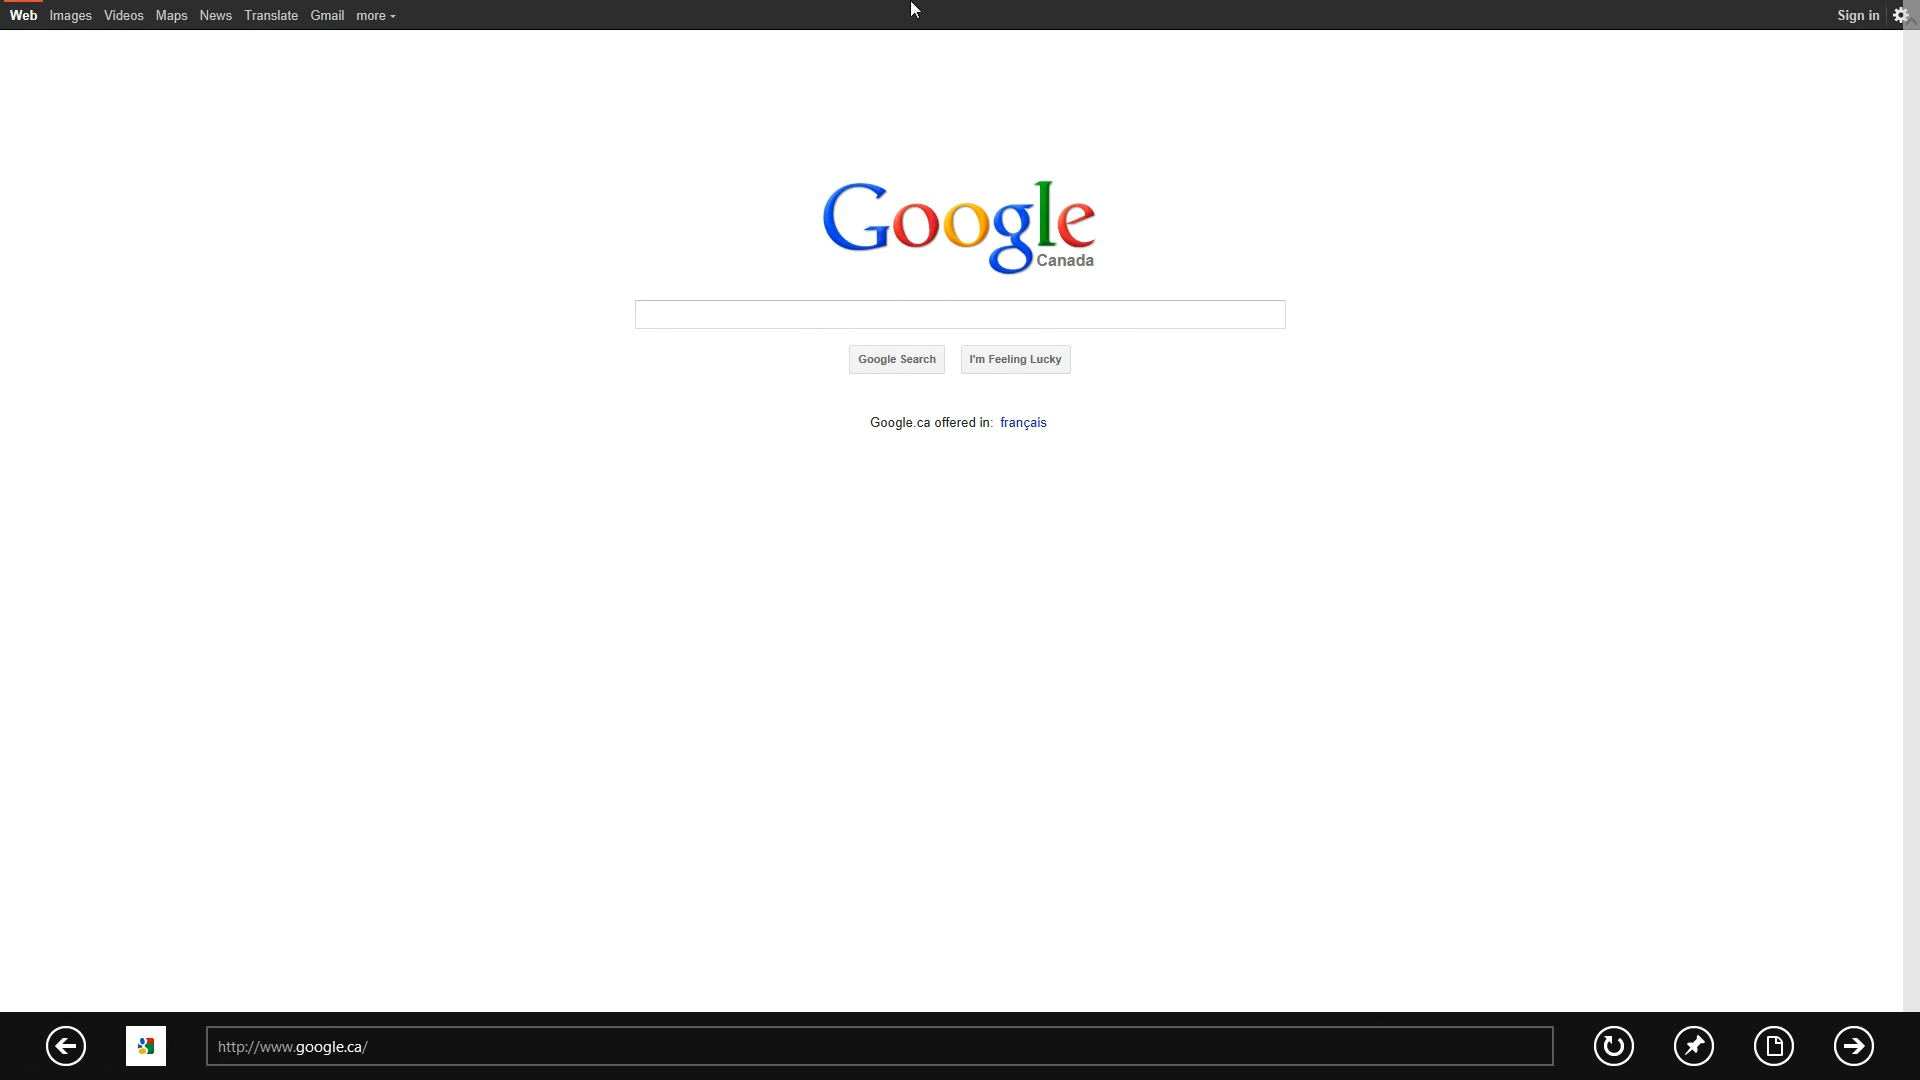 Web Images Videos Maps News Translate Gmail more Sign in
Google
Canada
Google Search I'm Feeling Lucky
Google.ca offered in: français
http://www.google.ca/